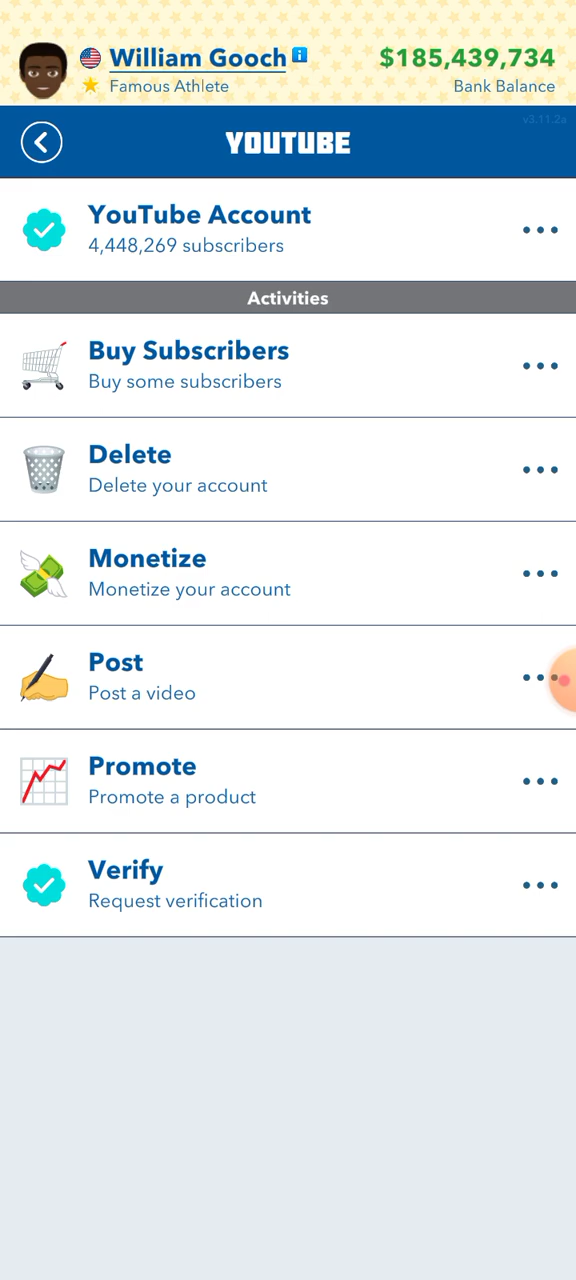 William Gooch
$185,439,734
Famous Athlete
Bank Balance
v3.11.2a
YOUTUBE
YouTube Account
4,448,269 subscribers
Activities
Buy Subscribers
Buy some subscribers
Delete
Delete your account
Monetize
Monetize your account
Post
Post a video
Promote
Promote a product
Verify
Request verification